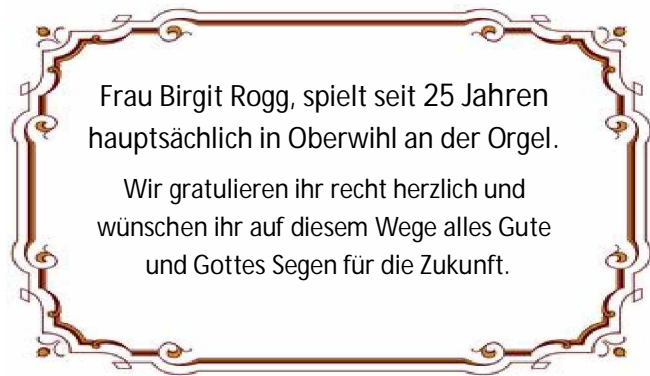 Frau Birgit Rogg, spielt seit 25 Jahren
hauptsächlich in Oberwihl an der Orgel.
Wir gratulieren ihr recht herzlich und
wünschen ihr auf diesem Wege alles Gute
und Gottes Segen für die Zukunft.